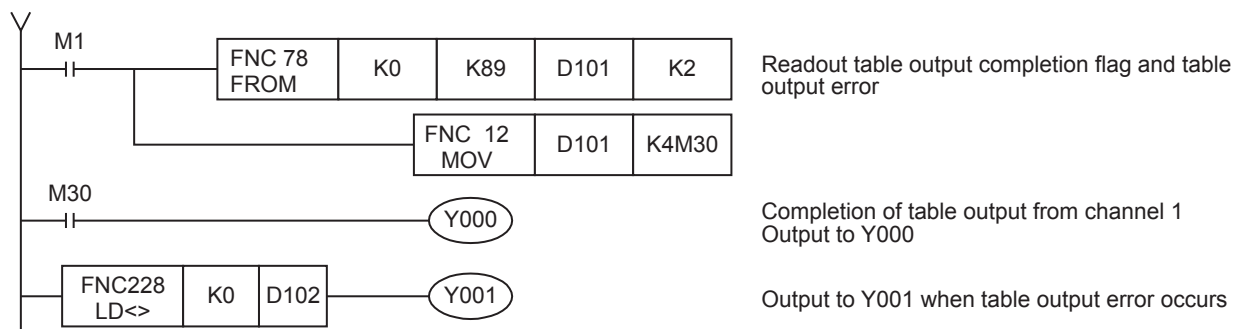 M1
FNC 78
FROM
K0
K89
D101
K2
Readout table output completion flag and table
output error
FNC 12
MOV
D101
K4M30
M30
Y000
Completion of table output from channel 1
Output to Y000
FNC228
LD<>
K0
D102
Y001
Output to Y001 when table output error occurs